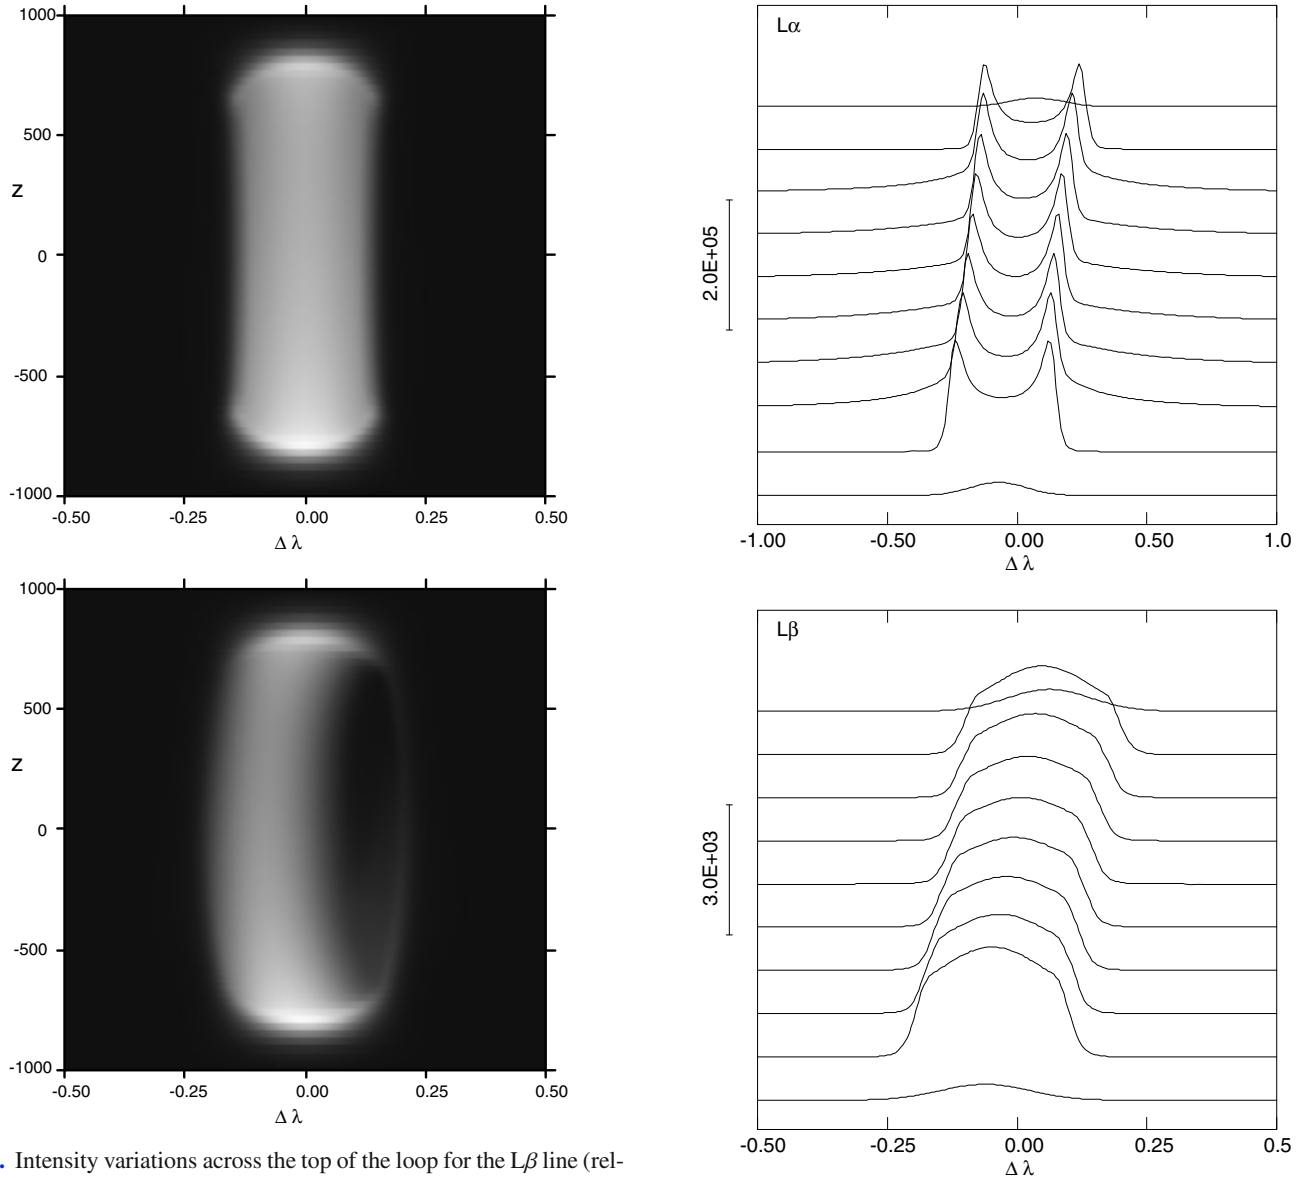 1000
500
z
0
-500
-1000
-0.50 -0.25 0.00 0.25 0.50
Δ λ
1000
500
z
0
-500
-1000
-0.50 -0.25 0.00 0.25 0.50
Δ λ
. Intensity variations across the top of the loop for the Lβ line (rel-
Lα
2.0E+05
-1.00 -0.50 0.00 0.50 1.0
Δ λ
Lβ
3.0E+03
-0.50 -0.25 0.00 0.25 0.5
Δ λ